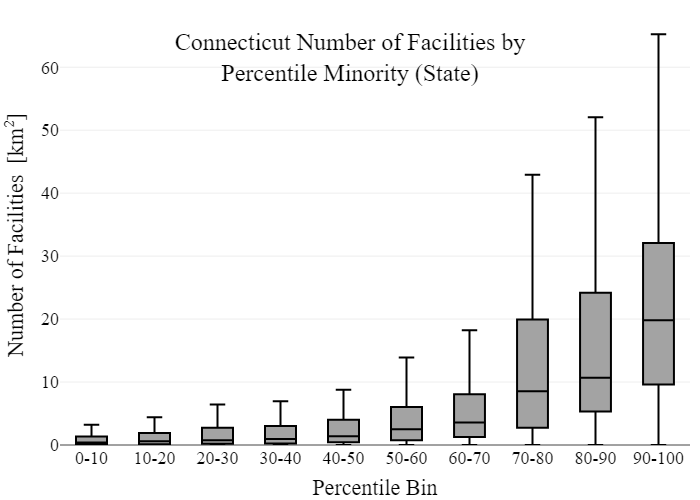 Connecticut Number of Facilities by
Percentile Minority (State)
Number of Facilities [km²]
60
50
40
30
20
10
0
0-10 10-20 20-30 30-40 40-50 50-60 60-70 70-80 80-90 90-100
Percentile Bin